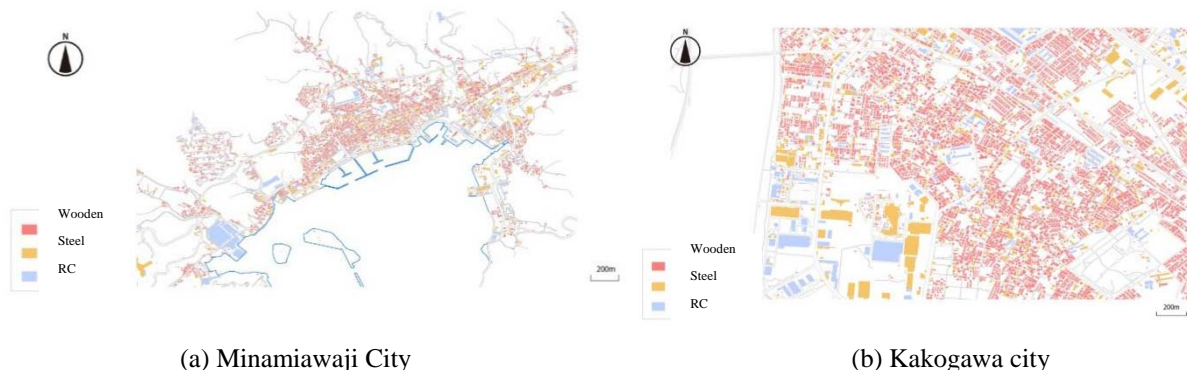 N
Wooden
Steel
RC
200m
(a) Minamiawaji City
N
Wooden
Steel
RC
200m
(b) Kakogawa city